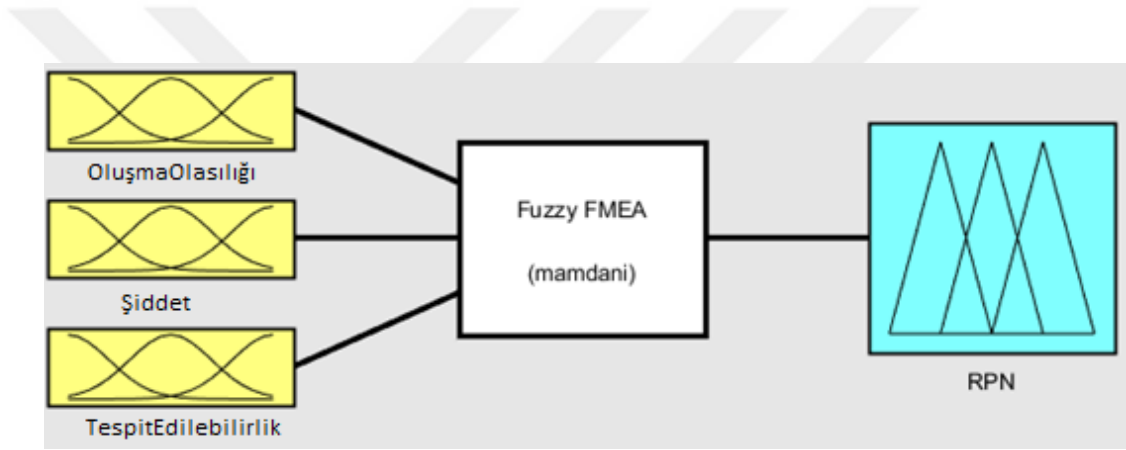 OluşmaOlasılığı
Şiddet
TespitEdilebilirlik
Fuzzy FMEA
(mamdani)
RPN